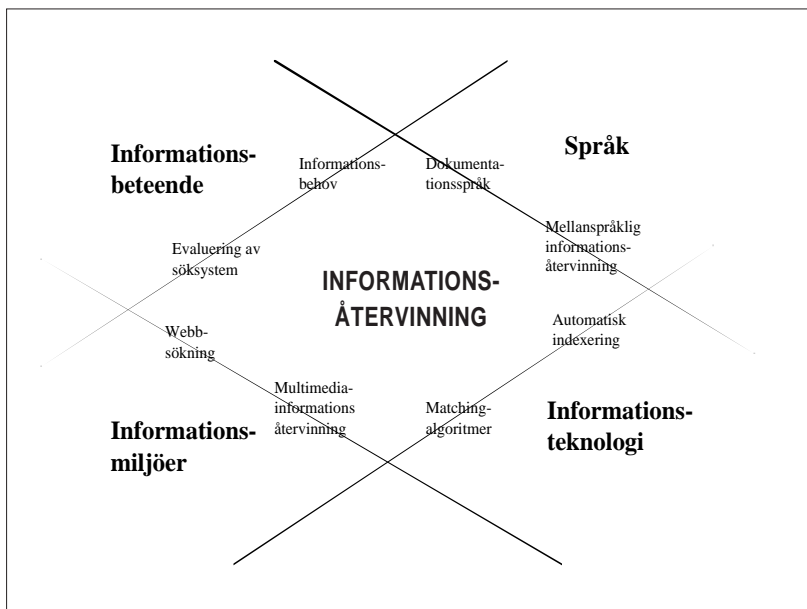 Informations-
beteende
Informations-
behov
Dokumenta-
tionsspråk
Språk
Evaluering av
söksystem
Mellanspråklig
informations-
återvinning
INFORMATIONS-
ÅTERVINNING
Webb-
sökning
Automatisk
indexering
Multimedia-
informations
återvinning
Matching-
algoritmer
Informations-
miljöer
Informations-
teknologi